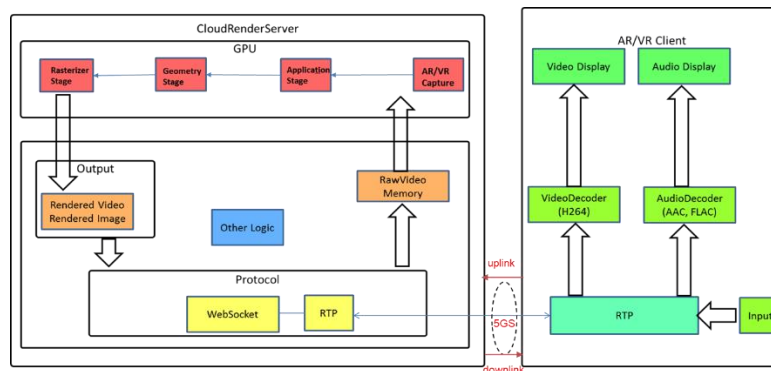 CloudRenderServer
GPU
Rasterizer
Stage
Geometry
Stage
Application
Stage
AR/VR
Capture
Output
Rendered Video
Rendered Image
RawVideo
Memory
Other Logic
Protocol
WebSocket
RTP
uplink
5GS
downlink
AR/VR Client
Video Display
Audio Display
VideoDecoder
(H264)
AudioDecoder
(AAC, FLAC)
RTP
Input